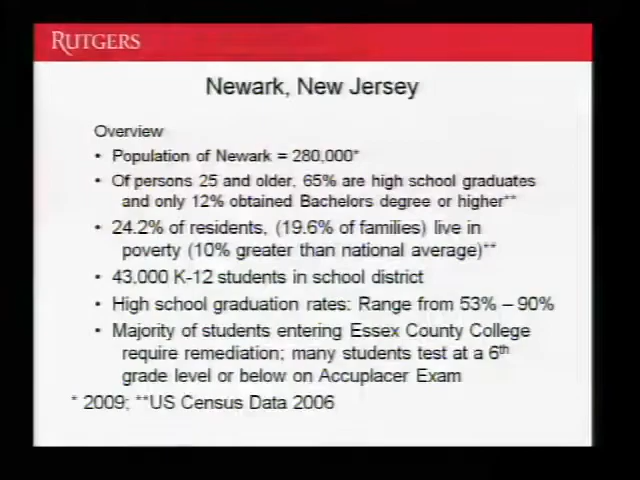 RUTGERS
Newark, New Jersey
Overview
• Population of Newark = 280,000*
• Of persons 25 and older, 65% are high school graduates
and only 12% obtained Bachelors degree or higher**
• 24.2% of residents, (19.6% of families) live in
poverty (10% greater than national average)**
• 43,000 K-12 students in school district
• High school graduation rates: Range from 53% – 90%
• Majority of students entering Essex County College
require remediation; many students test at a 6th
grade level or below on Accuplacer Exam
* 2009; **US Census Data 2006